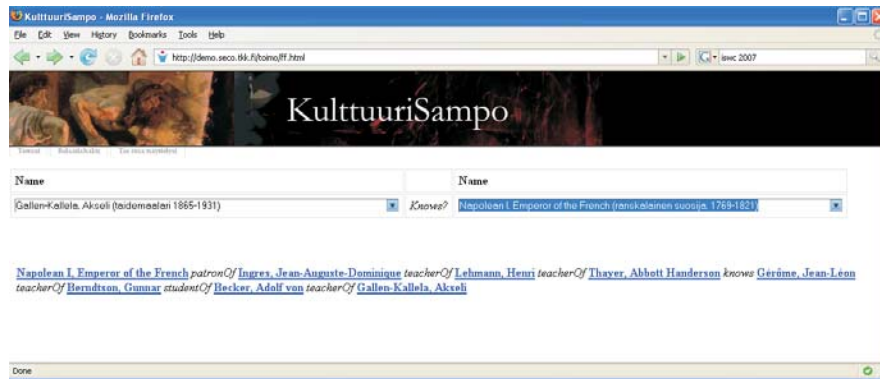 KulttuuriSampo - Mozilla Firefox
File Edit View History Bookmarks Tools Help
http://demo.seco.tkk.fi/toimo/ff.html iswc 2007
KulttuuriSampo
Name Name
Gallen-Kallela, Akseli (taidemaalari 1865-1931) Knows? Napolean I, Emperor of the French (ranskalainen suosija, 1769-1821)
Napolean I, Emperor of the French patronOf Ingres, Jean-Auguste-Dominique teacherOf Lehmann, Henri teacherOf Thayer, Abbott Handerson knows Gérôme, Jean-Léon
teacherOf Berndtson, Gunnar studentOf Becker, Adolf von teacherOf Gallen-Kallela, Akseli
Done